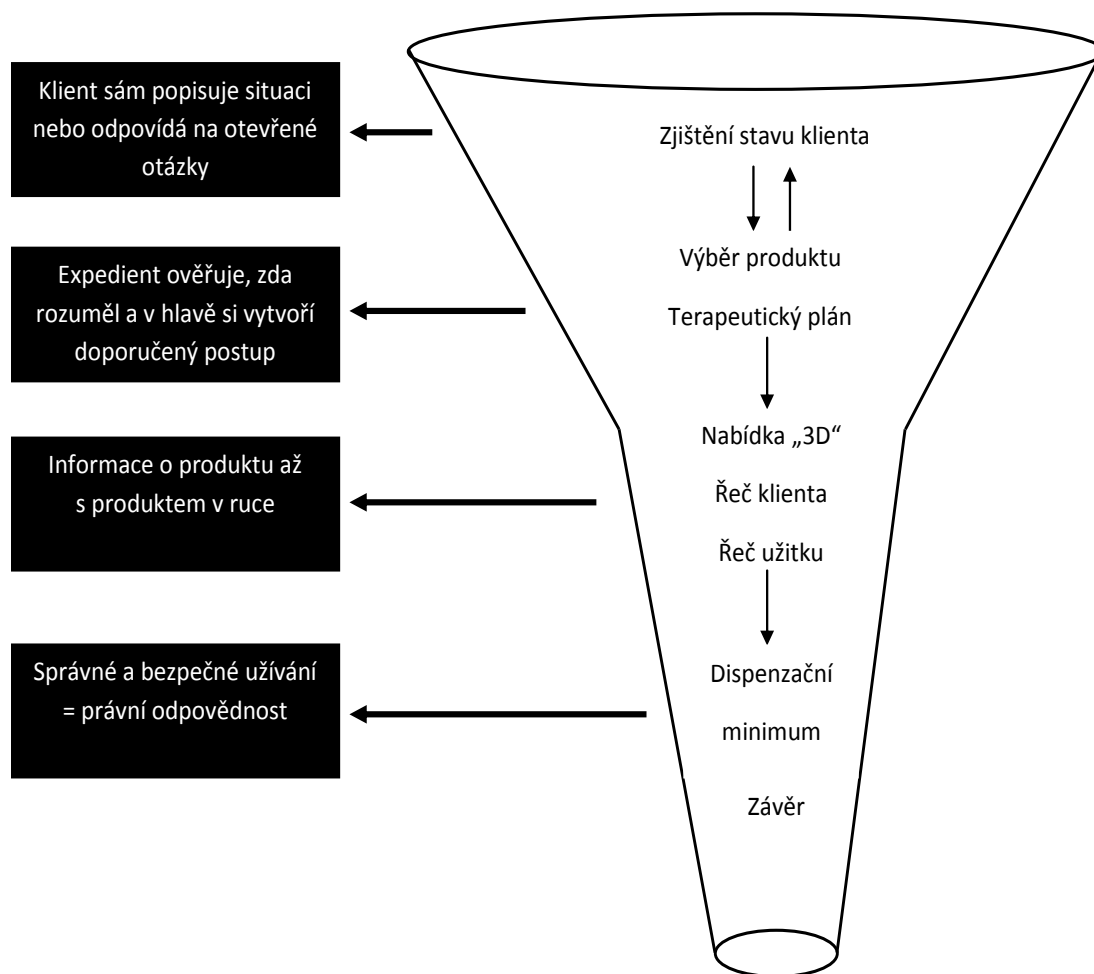 Klient sám popisuje situaci
nebo odpovídá na otevřené
otázky
Zjištění stavu klienta
Výběr produktu
Expedient ověřuje, zda
rozuměl a v hlavě si vytvoří
doporučený postup
Terapeutický plán
Nabídka „3D“
Informace o produktu až
s produktem v ruce
Řeč klienta
Řeč užitku
Správné a bezpečné užívání
= právní odpovědnost
Dispenzační
minimum
Závěr